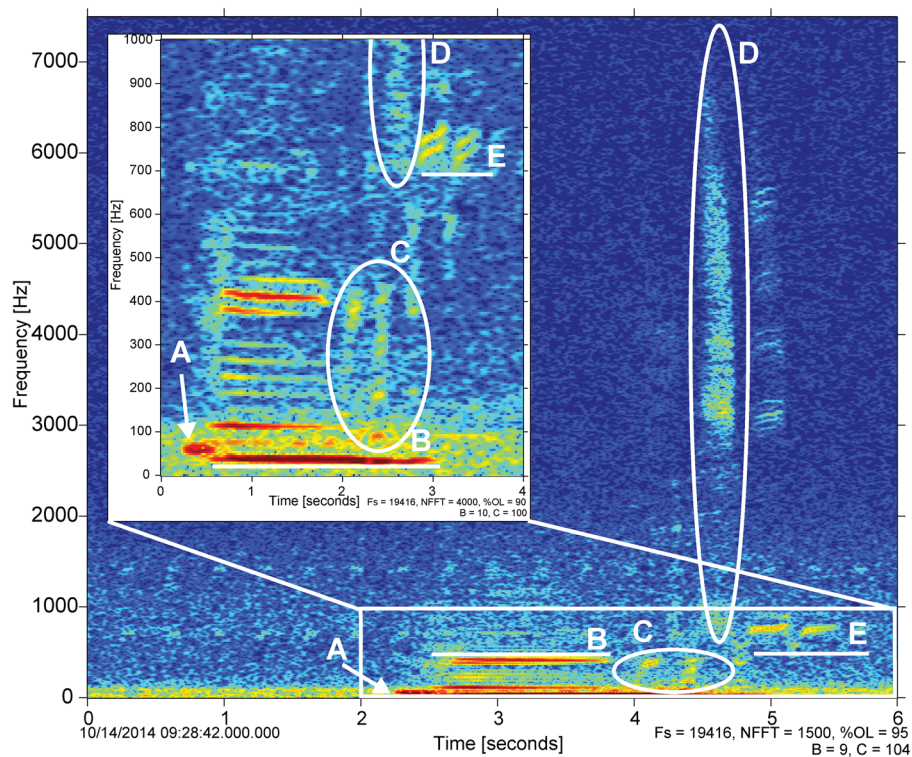 7000
6000
5000
4000
3000
2000
1000
0
Frequency [Hz]
1000
900
800
700
600
500
400
300
200
100
0
Frequency [Hz]
D
E
C
A
B
0 1 2 3 4
Time [seconds]
Fs = 19416, NFFT = 4000, %OL = 90
B = 10, C = 100
D
A
B
C
E
0 1 2 3 4 5 6
10/14/2014 09:28:42.000.000
Time [seconds]
Fs = 19416, NFFT = 1500, %OL = 95
B = 9, C = 104